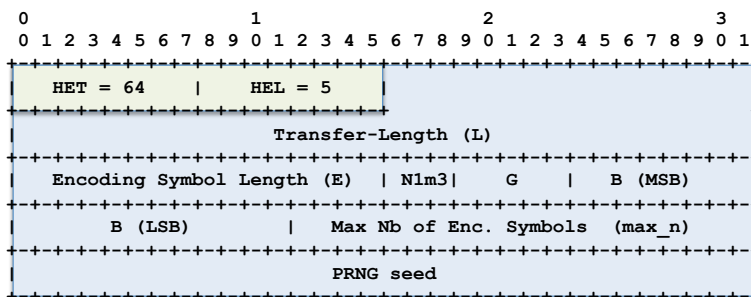 0 1 2 3
0 1 2 3 4 5 6 7 8 9 0 1 2 3 4 5 6 7 8 9 0 1 2 3 4 5 6 7 8 9 0 1
+-+-+-+-+-+-+-+-+-+-+-+-+-+-+-+-+-+-+-+-+-+-+-+-+-+-+-+-+-+-+-+-
| HET = 64 | HEL = 5 |
+-+-+-+-+-+-+-+-+-+-+-+-+-+-+-+-+
| Transfer-Length (L)
+-+-+-+-+-+-+-+-+-+-+-+-+-+-+-+-+-+-+-+-+-+-+-+-+-+-+-+-+-+-+-+-
| Encoding Symbol Length (E) | N1m3| G | B (MSB)
+-+-+-+-+-+-+-+-+-+-+-+-+-+-+-+-+-+-+-+-+-+-+-+-+-+-+-+-+-+-+-+-
| B (LSB) | Max Nb of Enc. Symbols (max_n)
+-+-+-+-+-+-+-+-+-+-+-+-+-+-+-+-+-+-+-+-+-+-+-+-+-+-+-+-+-+-+-+-
| PRNG seed
+-+-+-+-+-+-+-+-+-+-+-+-+-+-+-+-+-+-+-+-+-+-+-+-+-+-+-+-+-+-+-+-